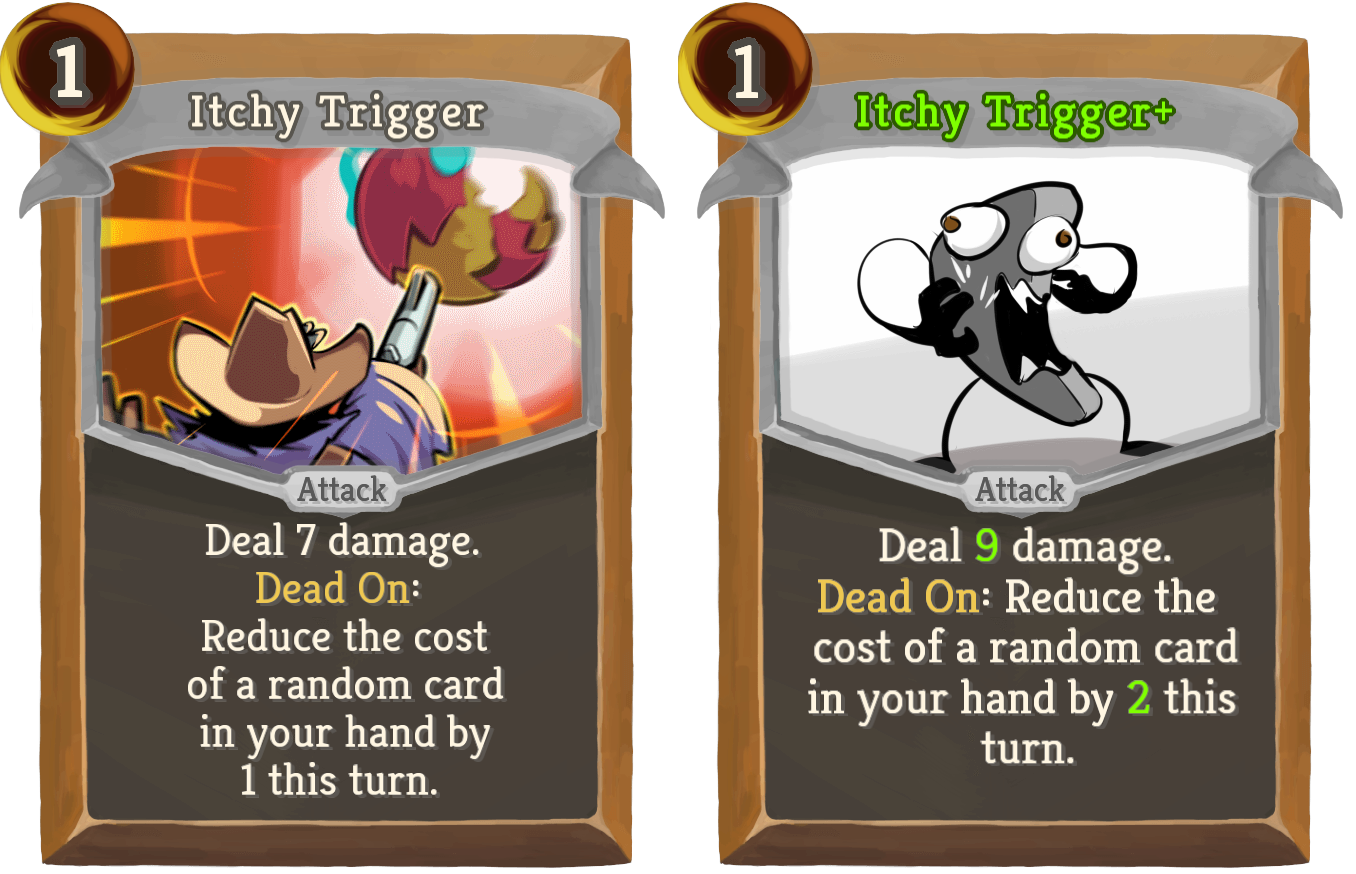 1
Itchy Trigger
Attack
Deal 7 damage.
Dead On:
Reduce the cost
of a random card
in your hand by
1 this turn.
1
Itchy Trigger+
Attack
Deal 9 damage.
Dead On: Reduce the
cost of a random card
in your hand by 2 this
turn.